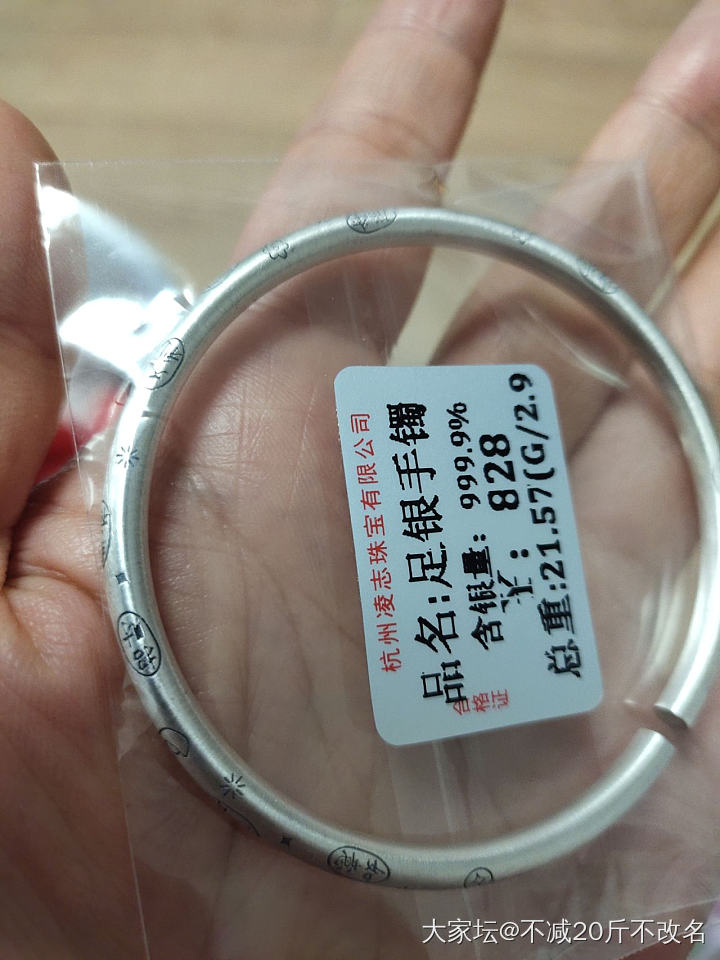 杭州凌志珠宝有限公司
品名:足银手镯
含银量: 999.9%
828
总重:21.57(G/2.9
合格证
大家坛@不减20斤不改名